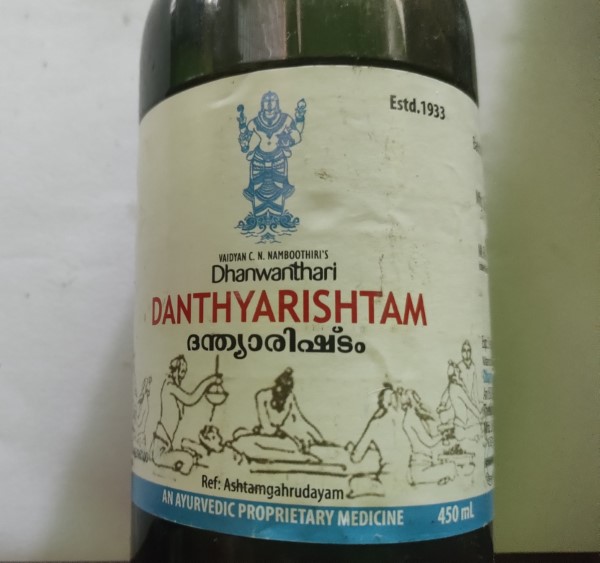 Estd.1933
VAIDYAN C. N. NAMBOOTHIRI'S
Dhanwanthari
DANTHYARISHTAM
ദന്ത്യാരിഷ്ടം
Ref: Ashtamgahrudayam
AN AYURVEDIC PROPRIETARY MEDICINE 450 mL